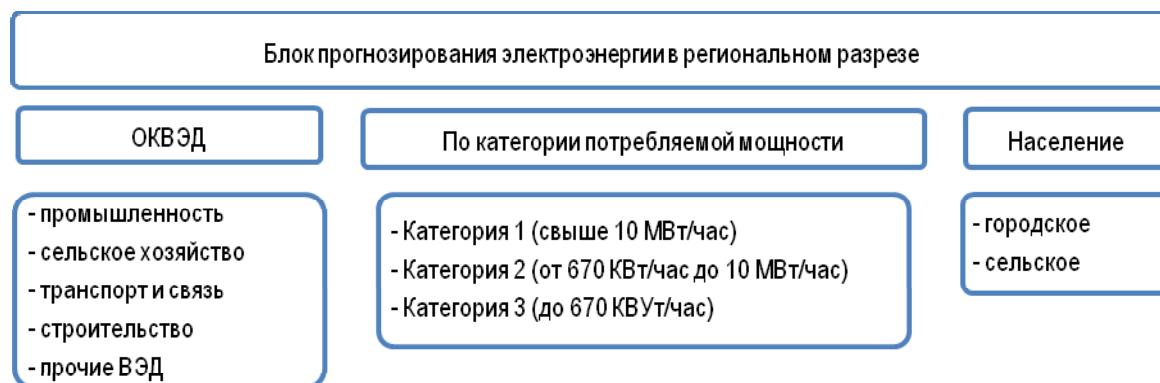 Блок прогнозирования электроэнергии в региональном разрезе
ОКВЭД
По категории потребляемой мощности
Население
- промышленность
- сельское хозяйство
- транспорт и связь
- строительство
- прочие ВЭД
- Категория 1 (свыше 10 МВт/час)
- Категория 2 (от 670 КВт/час до 10 МВт/час)
- Категория 3 (до 670 КВУт/час)
- городское
- сельское